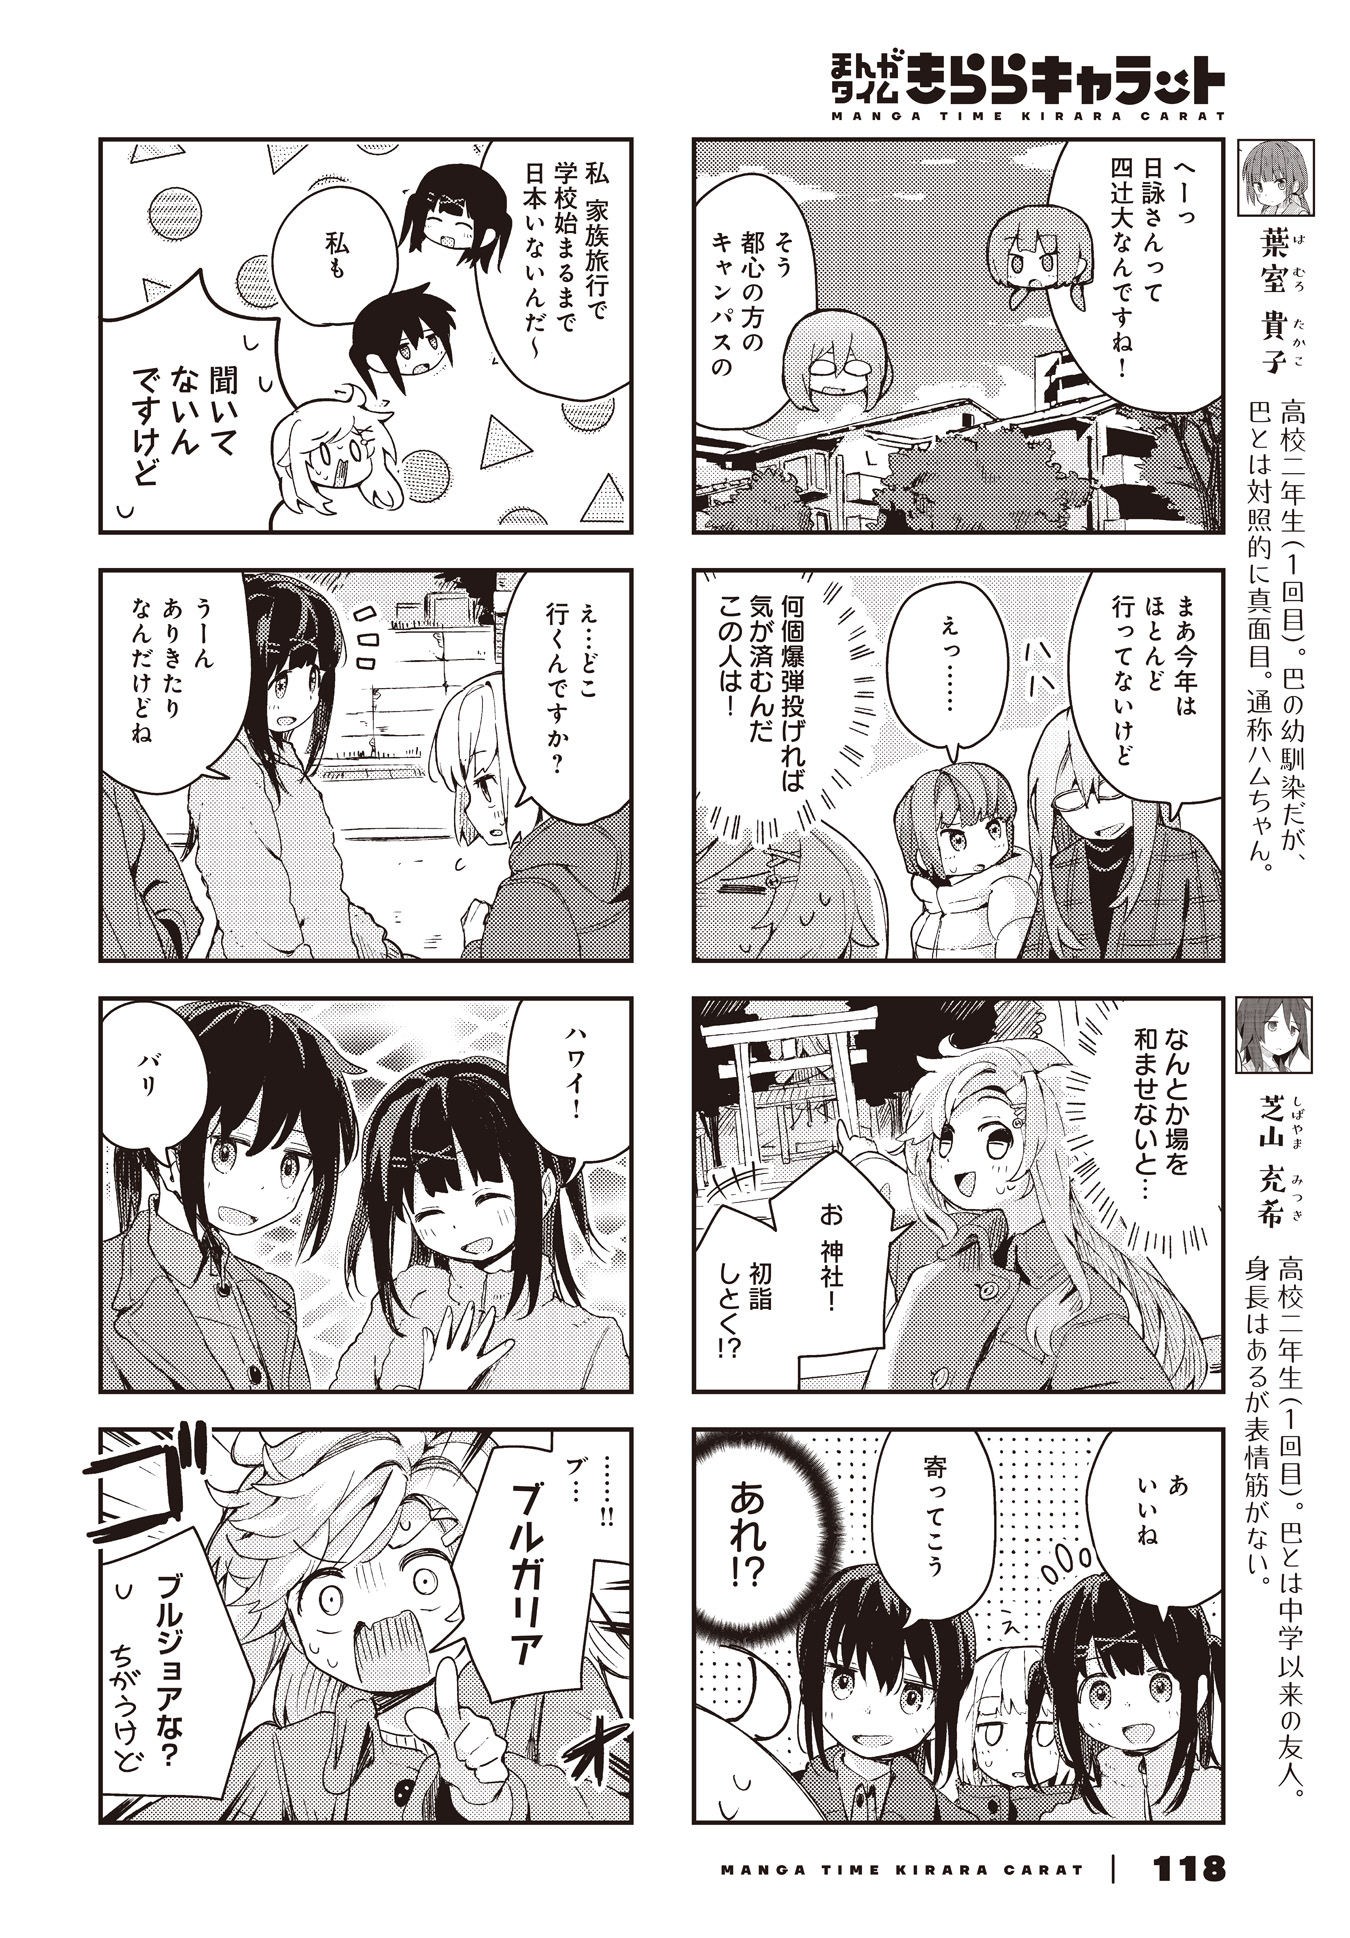 まんが
タイム
きららキャラット
MANGA TIME KIRARA CARAT
葉室 貴子
ばむろ たかこ
高校二年生(1回目)。巴の幼馴染だが、
巴とは対照的に真面目。通称ハムちゃん。
芝山 充希
しばやま みつき
高校二年生(1回目)。巴とは中学以来の友人。
身長はあるが表情筋がない。
へーっ
日詠さんって
四辻大なんですね!
そう
都心の方の
キャンパスの
まあ今年は
ほとんど
行ってないけど
えっ……
何個爆弾投げれば
気が済むんだ
この人は!
なんとか場を
和ませないと…
お 神社!
初詣
しとく!?
あ
いいね
寄ってこう
あれ!?
私 家族旅行で
学校始まるまで
日本いないんだ〜
私も
聞いて
ないん
ですけど
え…どこ
行くんですか?
うーん
ありきたり
なんだけどね
ハワイ!
バリ
……!!
ブ…
ブルガリア
ブルジョアな?
ちがうけど
MANGA TIME KIRARA CARAT
118